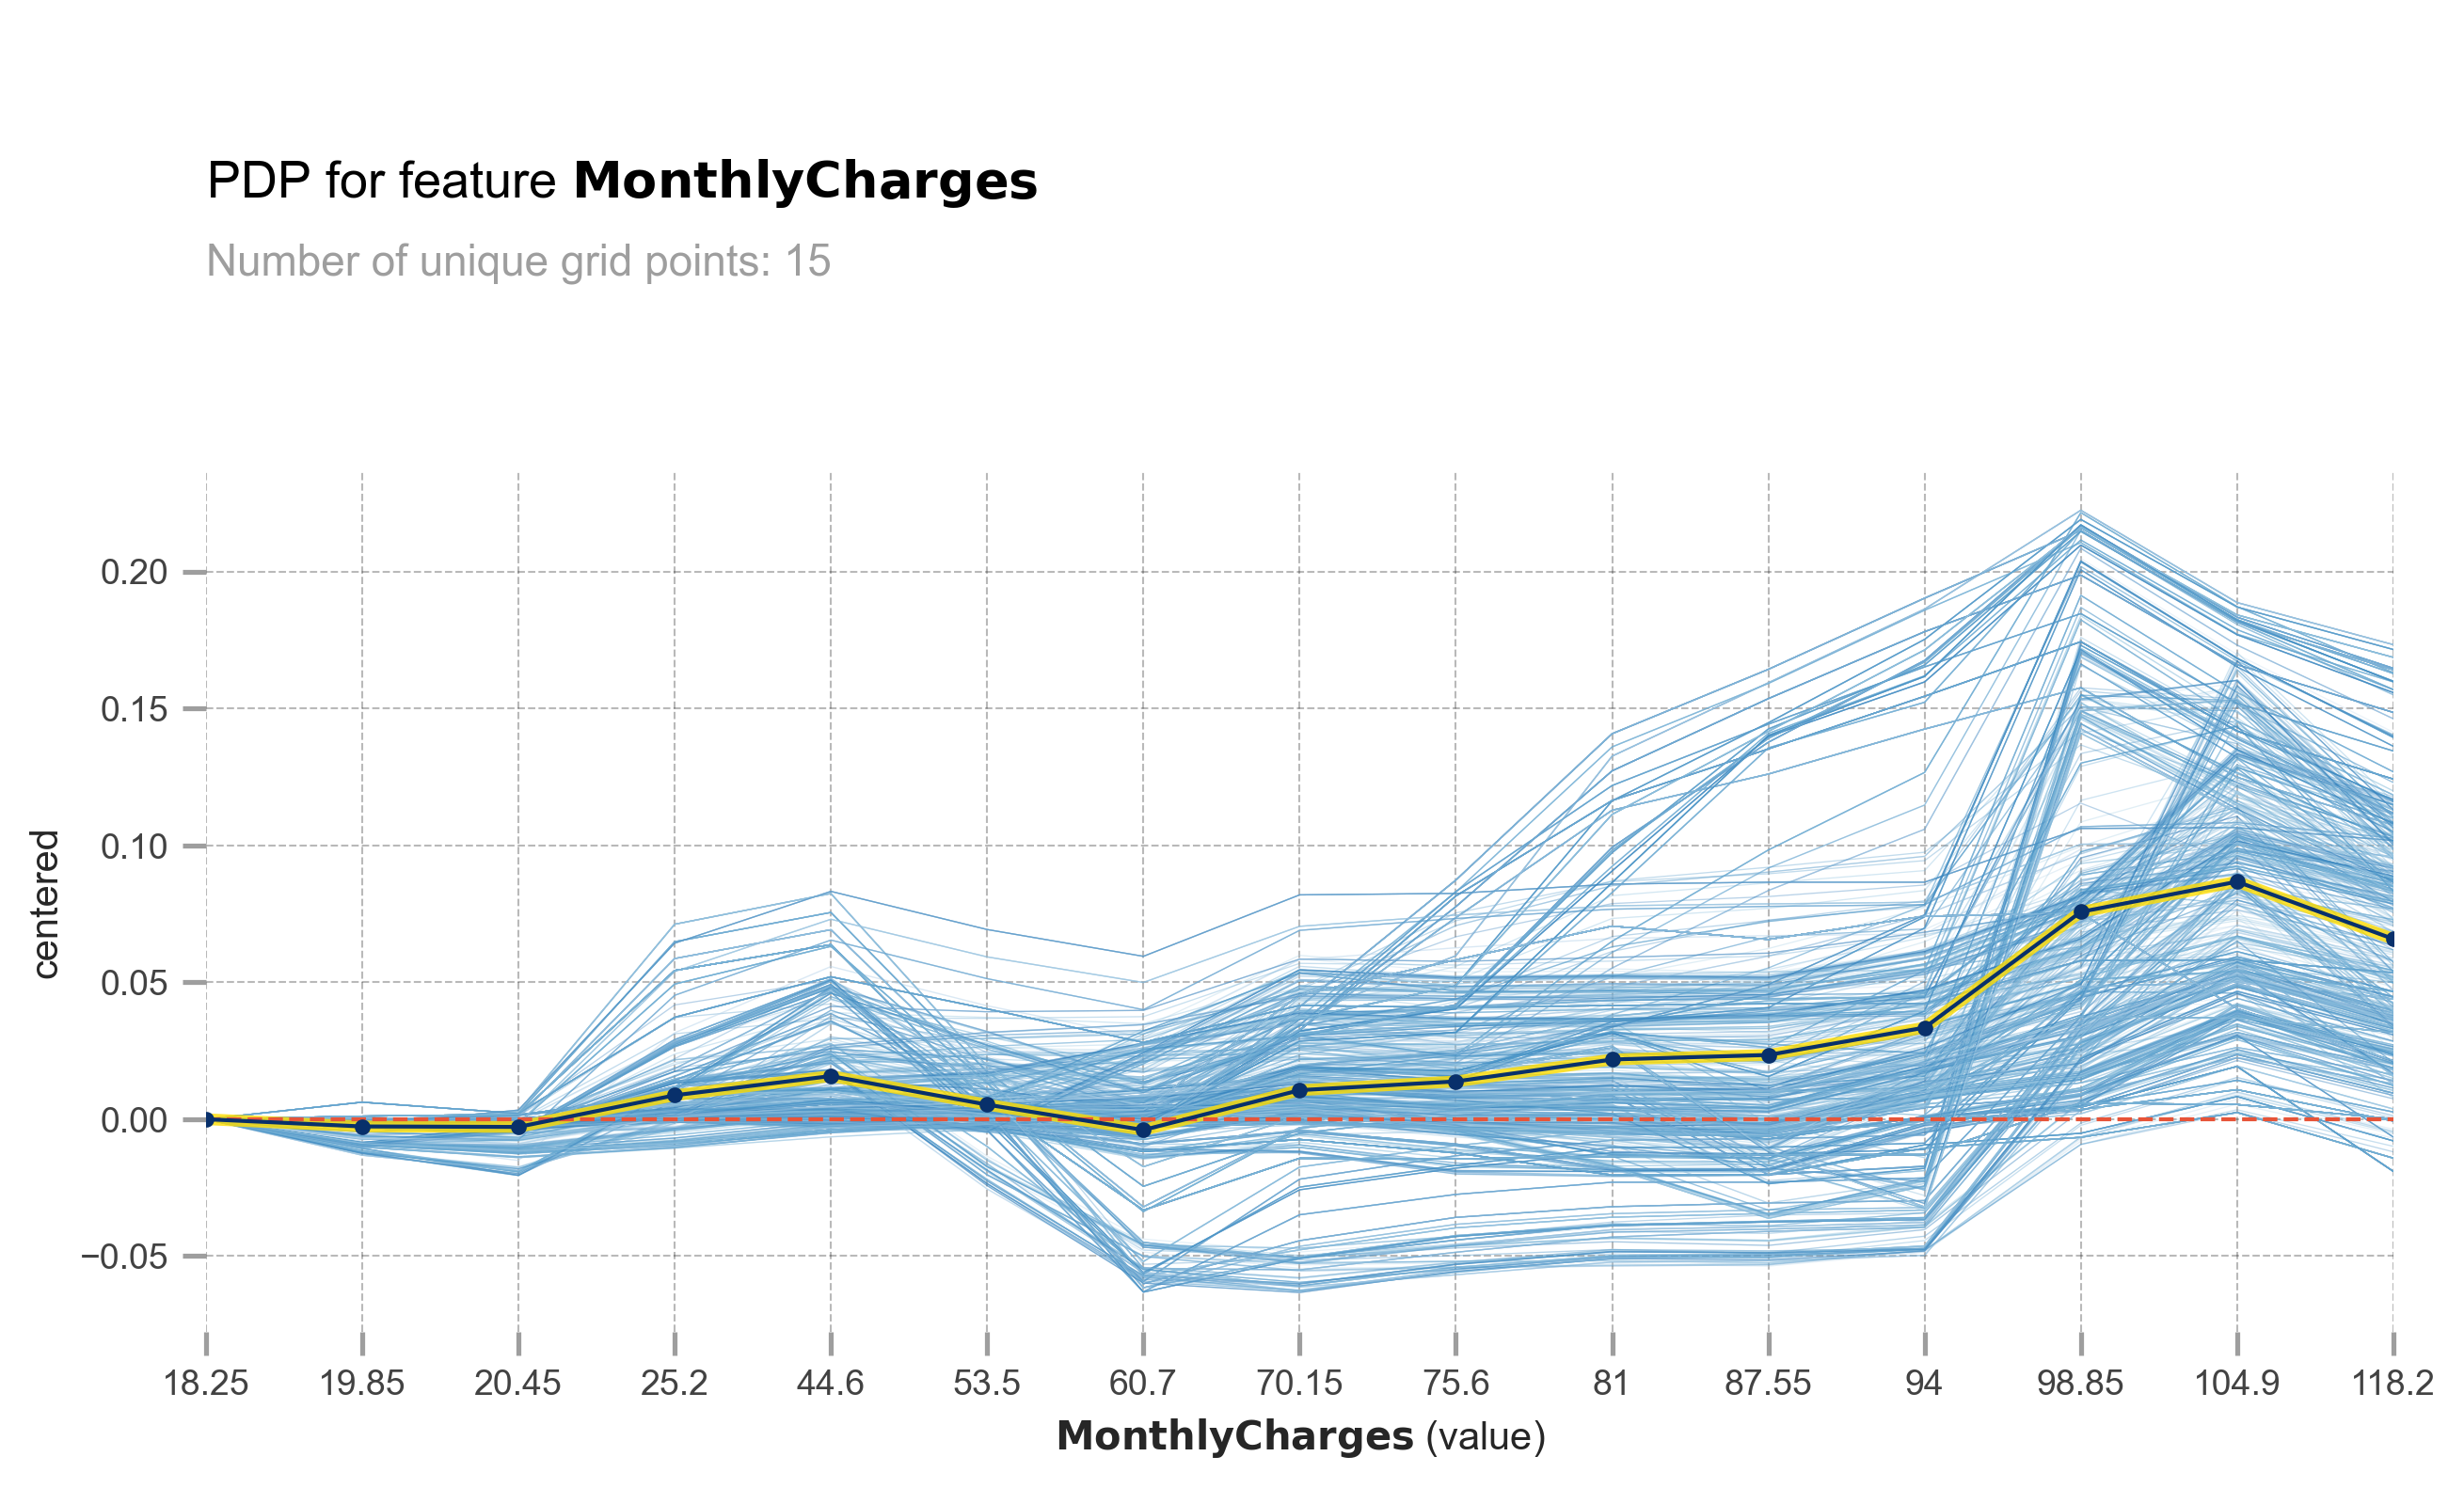 PDP for feature MonthlyCharges
Number of unique grid points: 15
centered
0.20
0.15
0.10
0.05
0.00
−0.05
18.25 19.85 20.45 25.2 44.6 53.5 60.7 70.15 75.6 81 87.55 94 98.85 104.9 118.2
MonthlyCharges (value)